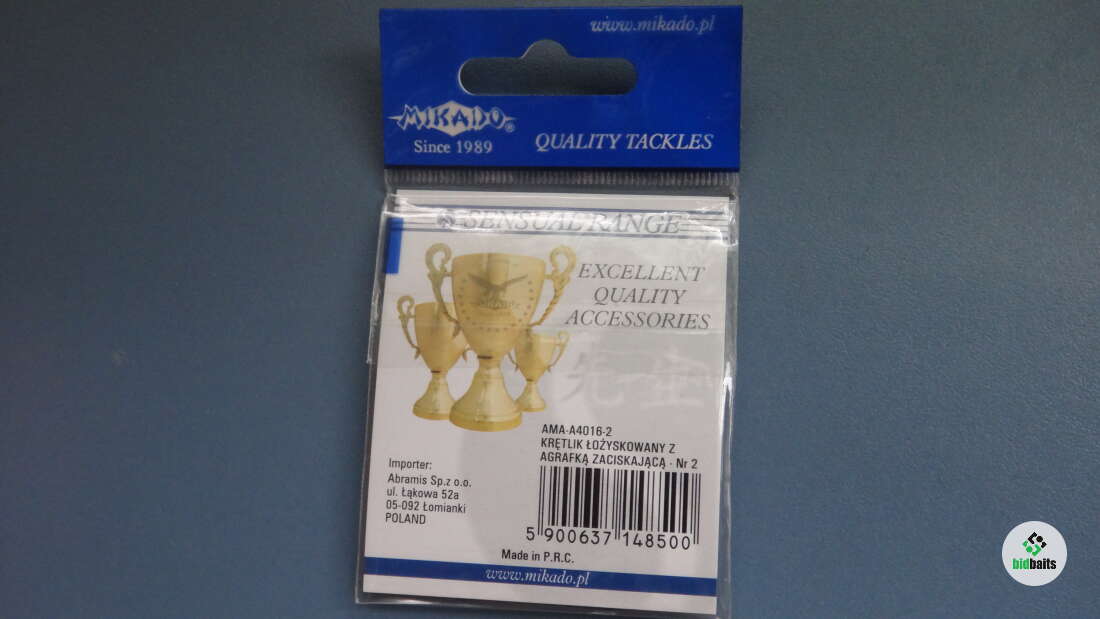 www.mikado.pl
MIKADO®
Since 1989
QUALITY TACKLES
SENSUAL RANGE
EXCELLENT
QUALITY
ACCESSORIES
MIKADO
AMA-A4016-2
KRĘTLIK ŁOŻYSKOWANY Z
AGRAFKĄ ZACISKAJĄCĄ - Nr 2
Importer:
Abramis Sp.z o.o.
ul. Łąkowa 52a
05-092 Łomianki
POLAND
5 900637 148500
Made in P.R.C.
www.mikado.pl
bidbaits